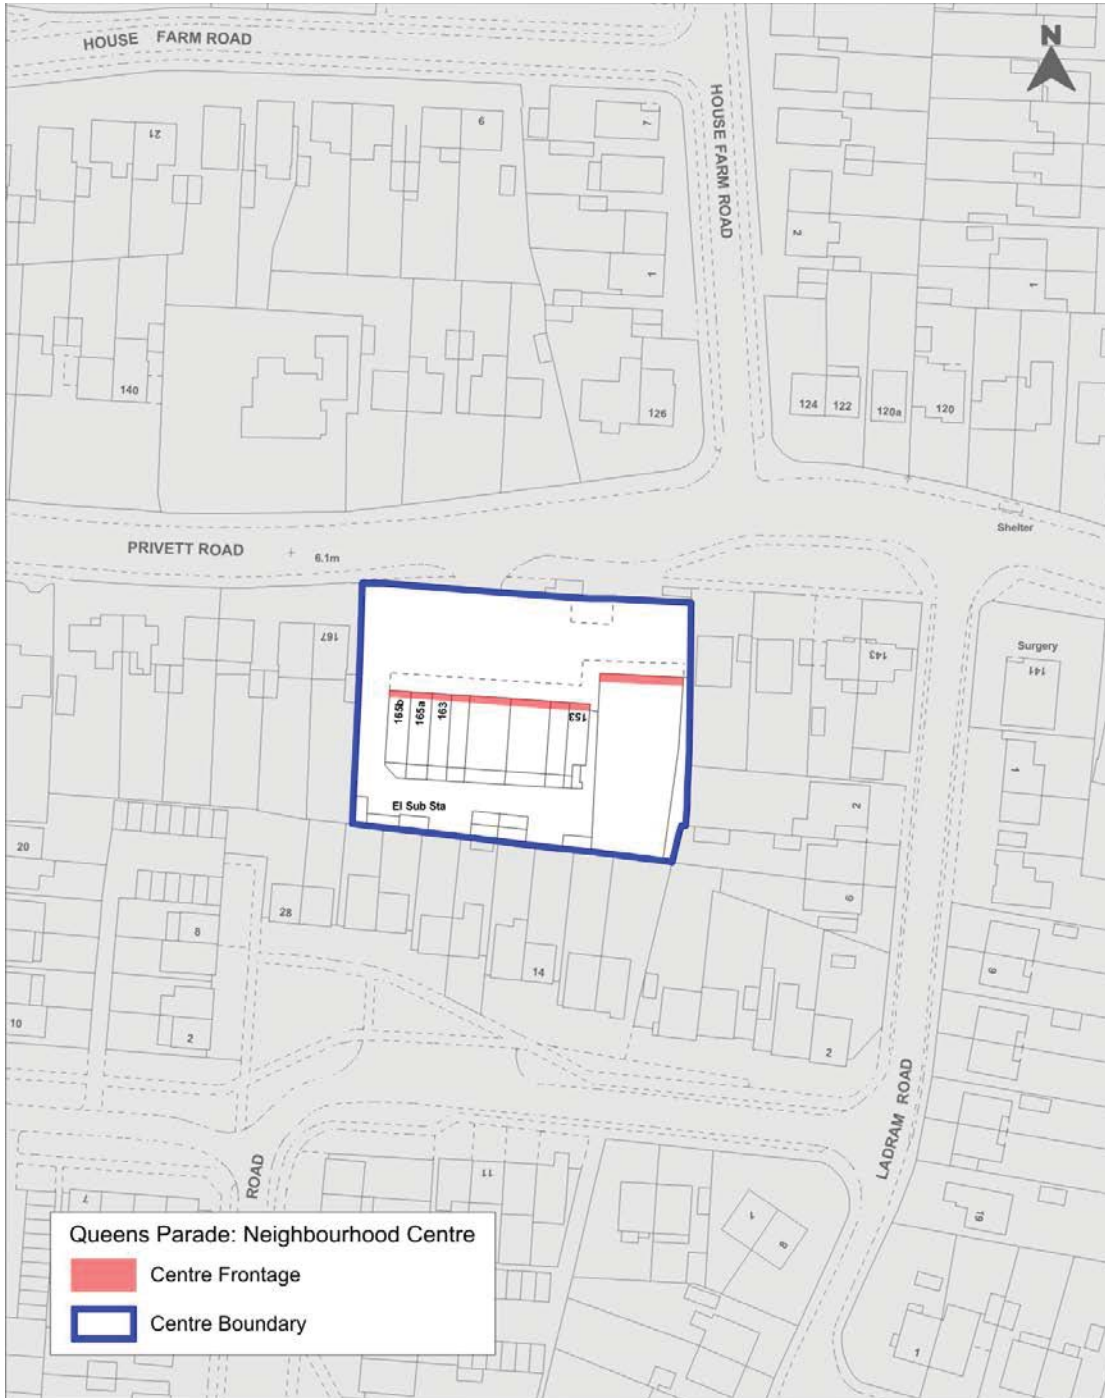 HOUSE FARM ROAD
N
HOUSE FARM ROAD
21
9
7
2
1
1
140
126
124
122
120a
120
Shelter
PRIVETT ROAD
6.1m
167
143
Surgery
141
165b
165a
163
153
1
El Sub Sta
2
20
28
8
14
6
9
10
2
2
LADRAM ROAD
ROAD
11
7
1
8
19
1
Queens Parade: Neighbourhood Centre
Centre Frontage
Centre Boundary